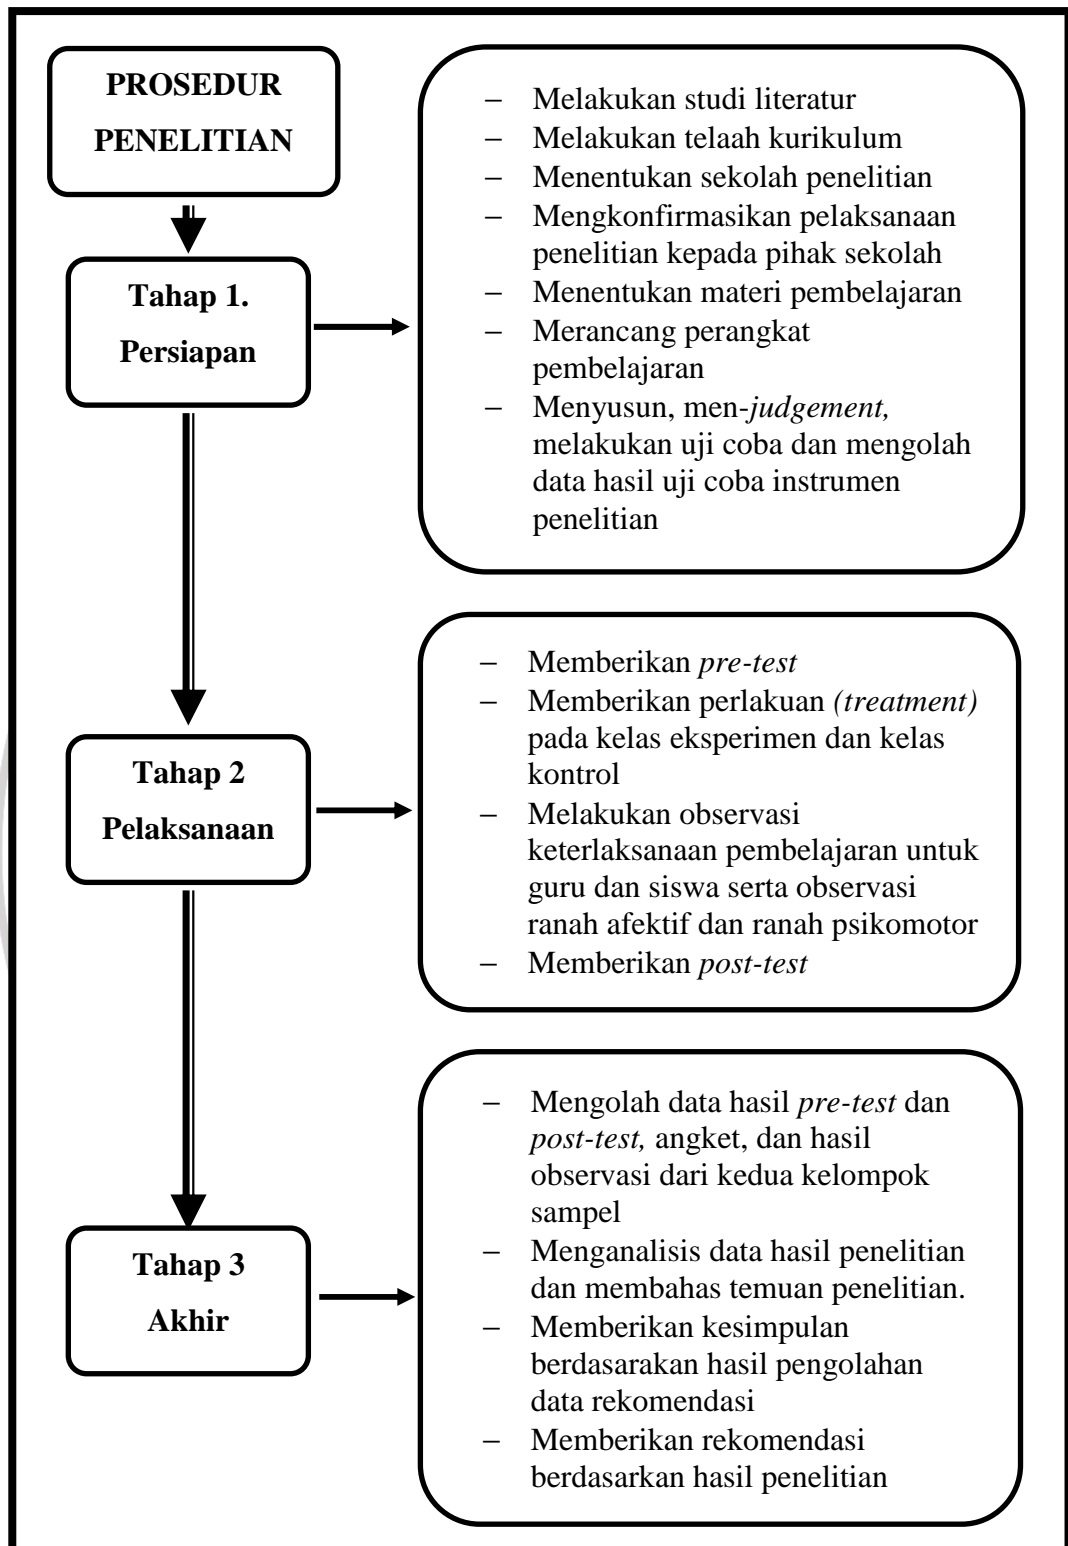 PROSEDUR
PENELITIAN
Tahap 1.
Persiapan
– Melakukan studi literatur
– Melakukan telaah kurikulum
– Menentukan sekolah penelitian
– Mengkonfirmasikan pelaksanaan
penelitian kepada pihak sekolah
– Menentukan materi pembelajaran
– Merancang perangkat
pembelajaran
– Menyusun, men-judgement,
melakukan uji coba dan mengolah
data hasil uji coba instrumen
penelitian
Tahap 2
Pelaksanaan
– Memberikan pre-test
– Memberikan perlakuan (treatment)
pada kelas eksperimen dan kelas
kontrol
– Melakukan observasi
keterlaksanaan pembelajaran untuk
guru dan siswa serta observasi
ranah afektif dan ranah psikomotor
– Memberikan post-test
Tahap 3
Akhir
– Mengolah data hasil pre-test dan
post-test, angket, dan hasil
observasi dari kedua kelompok
sampel
– Menganalisis data hasil penelitian
dan membahas temuan penelitian.
– Memberikan kesimpulan
berdasarakan hasil pengolahan
data rekomendasi
– Memberikan rekomendasi
berdasarkan hasil penelitian